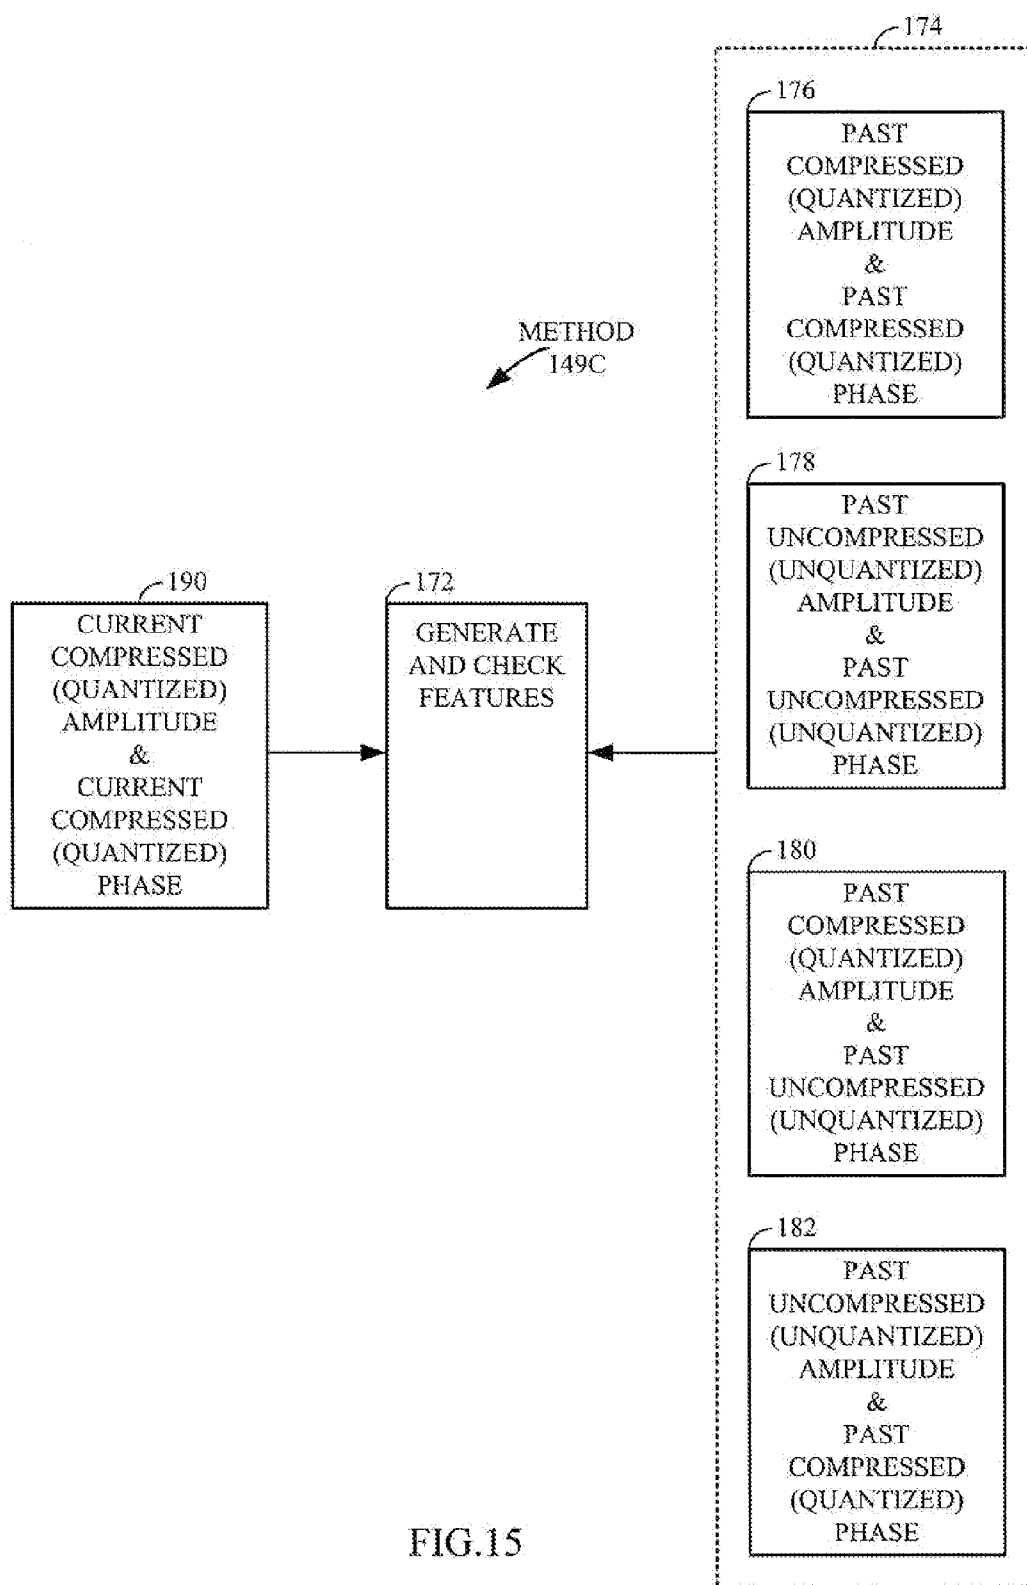 174
176
PAST
COMPRESSED
(QUANTIZED)
AMPLITUDE
&
PAST
COMPRESSED
(QUANTIZED)
PHASE
METHOD
149C
178
PAST
UNCOMPRESSED
(UNQUANTIZED)
AMPLITUDE
&
PAST
UNCOMPRESSED
(UNQUANTIZED)
PHASE
190
CURRENT
COMPRESSED
(QUANTIZED)
AMPLITUDE
&
CURRENT
COMPRESSED
(QUANTIZED)
PHASE
172
GENERATE
AND CHECK
FEATURES
180
PAST
COMPRESSED
(QUANTIZED)
AMPLITUDE
&
PAST
UNCOMPRESSED
(UNQUANTIZED)
PHASE
182
PAST
UNCOMPRESSED
(UNQUANTIZED)
AMPLITUDE
&
PAST
COMPRESSED
(QUANTIZED)
PHASE
FIG.15